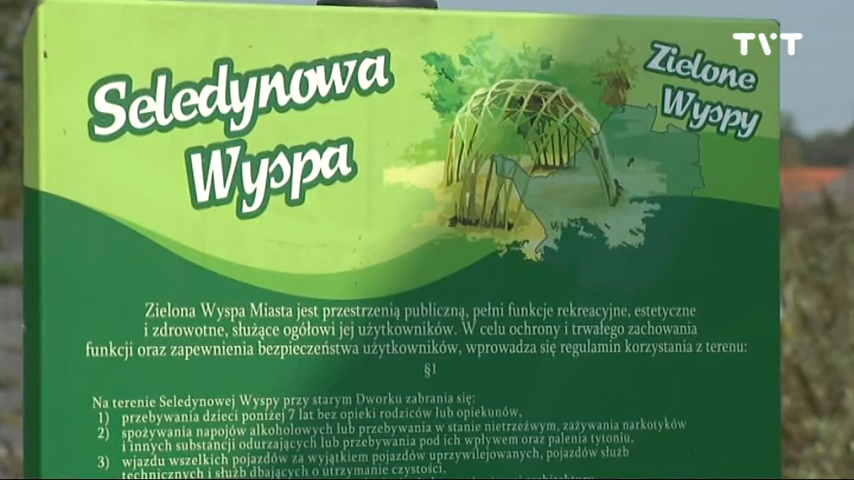 TVT
Seledynowa
Wyspa
Zielone
Wyspy
Zielona Wyspa Miasta jest przestrzenią publiczną, pełni funkcje rekreacyjne, estetyczne
i zdrowotne, służące ogółowi jej użytkowników. W celu ochrony i trwałego zachowania
funkcji oraz zapewnienia bezpieczeństwa użytkowników, wprowadza się regulamin korzystania z terenu:
§1
Na terenie Seledynowej Wyspy przy starym Dworku zabrania się:
1) przebywania dzieci poniżej 7 lat bez opieki rodziców lub opiekunów,
2) spożywania napojów alkoholowych lub przebywania w stanie nietrzeźwym, zażywania narkotyków
i innych substancji odurzających lub przebywania pod ich wpływem oraz palenia tytoniu,
3) wjazdu wszelkich pojazdów za wyjątkiem pojazdów uprzywilejowanych, pojazdów służb
technicznych i służb dbających o utrzymanie czystości,